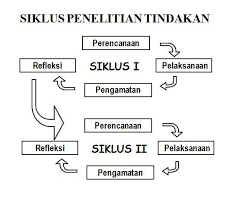 SIKLUS PENELITIAN TINDAKAN
Perencanaan
Refleksi SIKLUS I Pelaksanaan
Pengamatan
Perencanaan
Refleksi SIKLUS II Pelaksanaan
Pengamatan